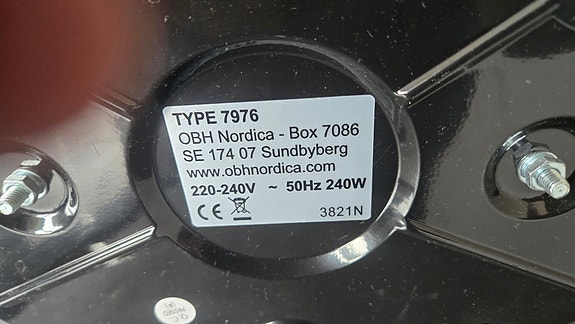 TYPE 7976
OBH Nordica - Box 7086
SE 174 07 Sundbyberg
www.obhnordica.com
220-240V ~ 50Hz 240W
CE
3821N
Q.C.
PASSED